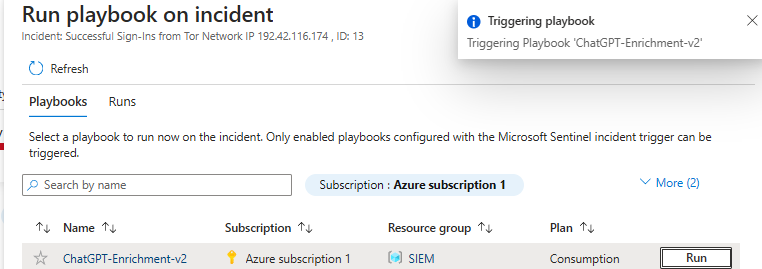 Run playbook on incident
Incident: Successful Sign-Ins from Tor Network IP 192.42.116.174 , ID: 13
Triggering playbook
Triggering Playbook 'ChatGPT-Enrichment-v2'
Refresh
Playbooks
Runs
Select a playbook to run now on the incident. Only enabled playbooks configured with the Microsoft Sentinel incident trigger can be
triggered.
Search by name
Subscription : Azure subscription 1
More (2)
Name
Subscription
Resource group
Plan
ChatGPT-Enrichment-v2
Azure subscription 1
SIEM
Consumption
Run